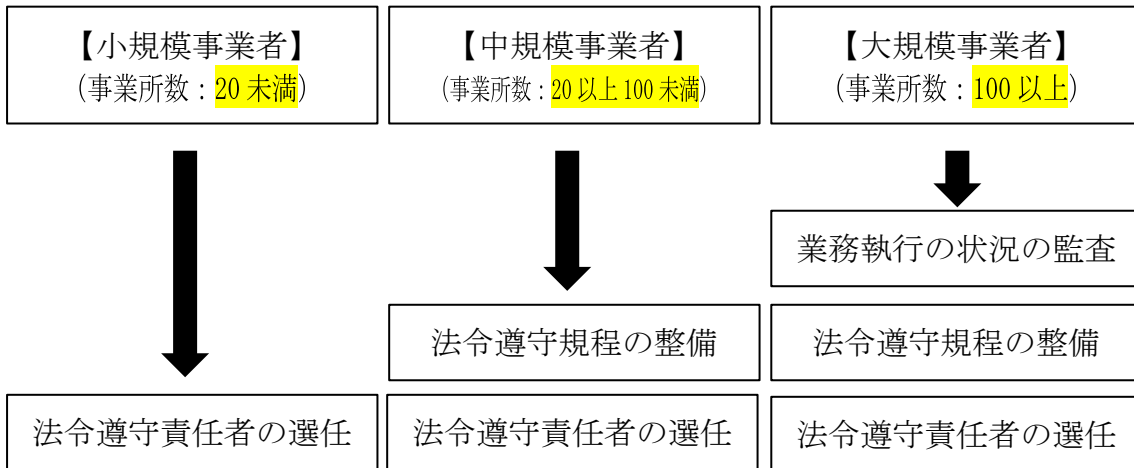 【小規模事業者】
(事業所数：20 未満)
【中規模事業者】
(事業所数：20 以上 100 未満)
【大規模事業者】
(事業所数：100 以上)
業務執行の状況の監査
法令遵守規程の整備
法令遵守規程の整備
法令遵守責任者の選任
法令遵守責任者の選任
法令遵守責任者の選任